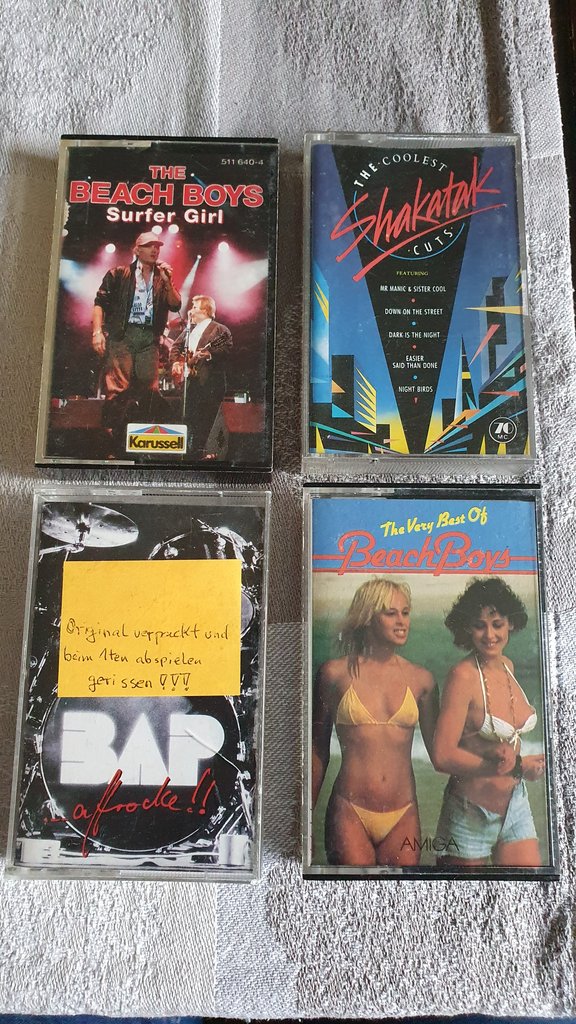 511 640-4
THE
BEACH BOYS
Surfer Girl
Karussell
THE COOLEST
Shakatak
CUTS
FEATURING
MR MANIC & SISTER COOL
DOWN ON THE STREET
DARK IS THE NIGHT
EASIER
SAID THAN DONE
NIGHT BIRDS
70
MC
Original verpackt und
beim 1ten abspielen
gerissen !!!
BAP
...affrocke!!
The Very Best Of
Beach Boys
AMIGA